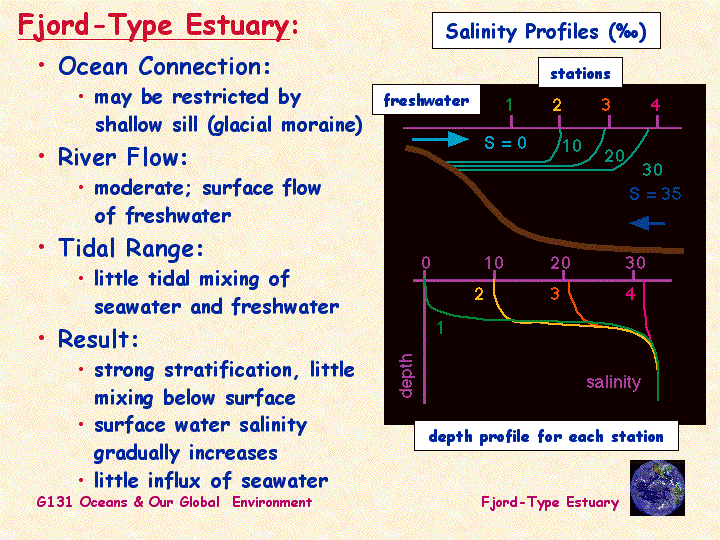 Fjord-Type Estuary:
• Ocean Connection:
• may be restricted by
shallow sill (glacial moraine)
• River Flow:
• moderate; surface flow
of freshwater
• Tidal Range:
• little tidal mixing of
seawater and freshwater
• Result:
• strong stratification, little
mixing below surface
• surface water salinity
gradually increases
• little influx of seawater
Salinity Profiles (‰)
stations
freshwater
1 2 3 4
S = 0 10 20 30
S = 35
0 10 20 30
2 3 4
1
depth
salinity
depth profile for each station
G131 Oceans & Our Global Environment
Fjord-Type Estuary